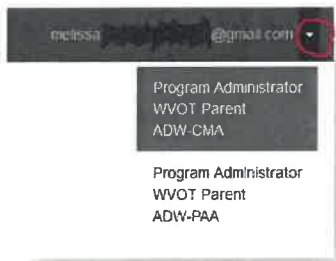 melissa @gmail.com
Program Administrator
WVOT Parent
ADW-CMA
Program Administrator
WVOT Parent
ADW-PAA